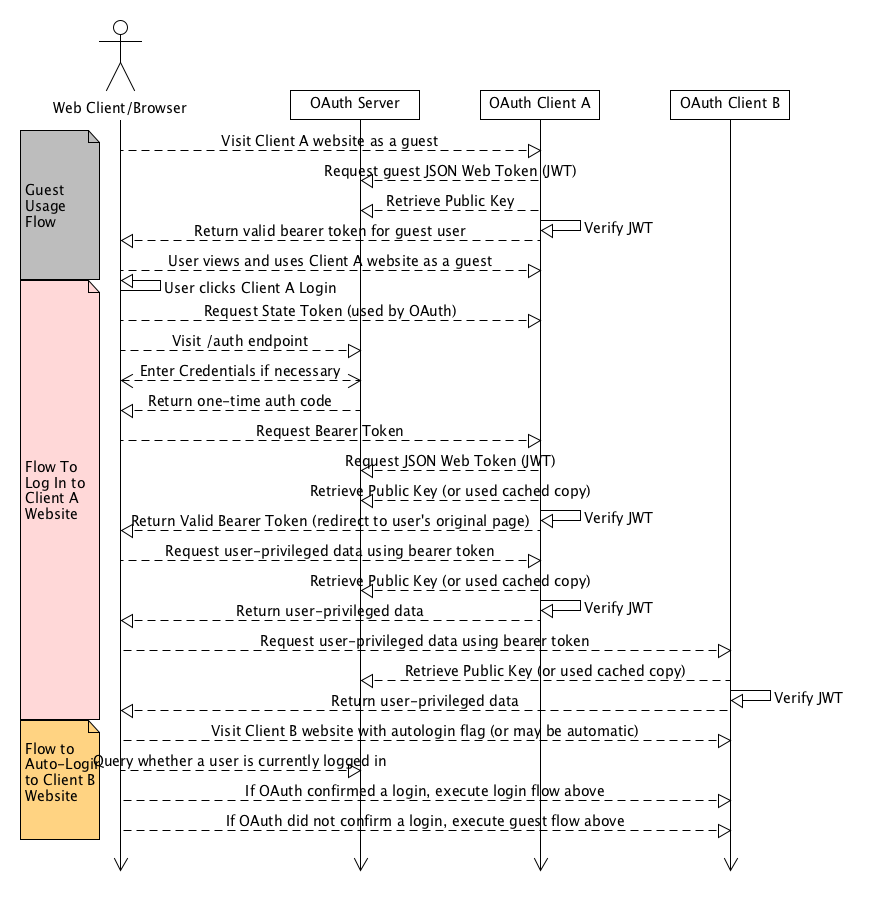 Web Client/Browser
OAuth Server
OAuth Client A
OAuth Client B
Guest
Usage
Flow
Visit Client A website as a guest
Request guest JSON Web Token (JWT)
Retrieve Public Key
Verify JWT
Return valid bearer token for guest user
User views and uses Client A website as a guest
Flow To
Log In to
Client A
Website
User clicks Client A Login
Request State Token (used by OAuth)
Visit /auth endpoint
Enter Credentials if necessary
Return one-time auth code
Request Bearer Token
Request JSON Web Token (JWT)
Retrieve Public Key (or used cached copy)
Verify JWT
Return Valid Bearer Token (redirect to user's original page)
Request user-privileged data using bearer token
Retrieve Public Key (or used cached copy)
Verify JWT
Return user-privileged data
Request user-privileged data using bearer token
Retrieve Public Key (or used cached copy)
Verify JWT
Return user-privileged data
Flow to
Auto-Login
to Client B
Website
Visit Client B website with autologin flag (or may be automatic)
Query whether a user is currently logged in
If OAuth confirmed a login, execute login flow above
If OAuth did not confirm a login, execute guest flow above